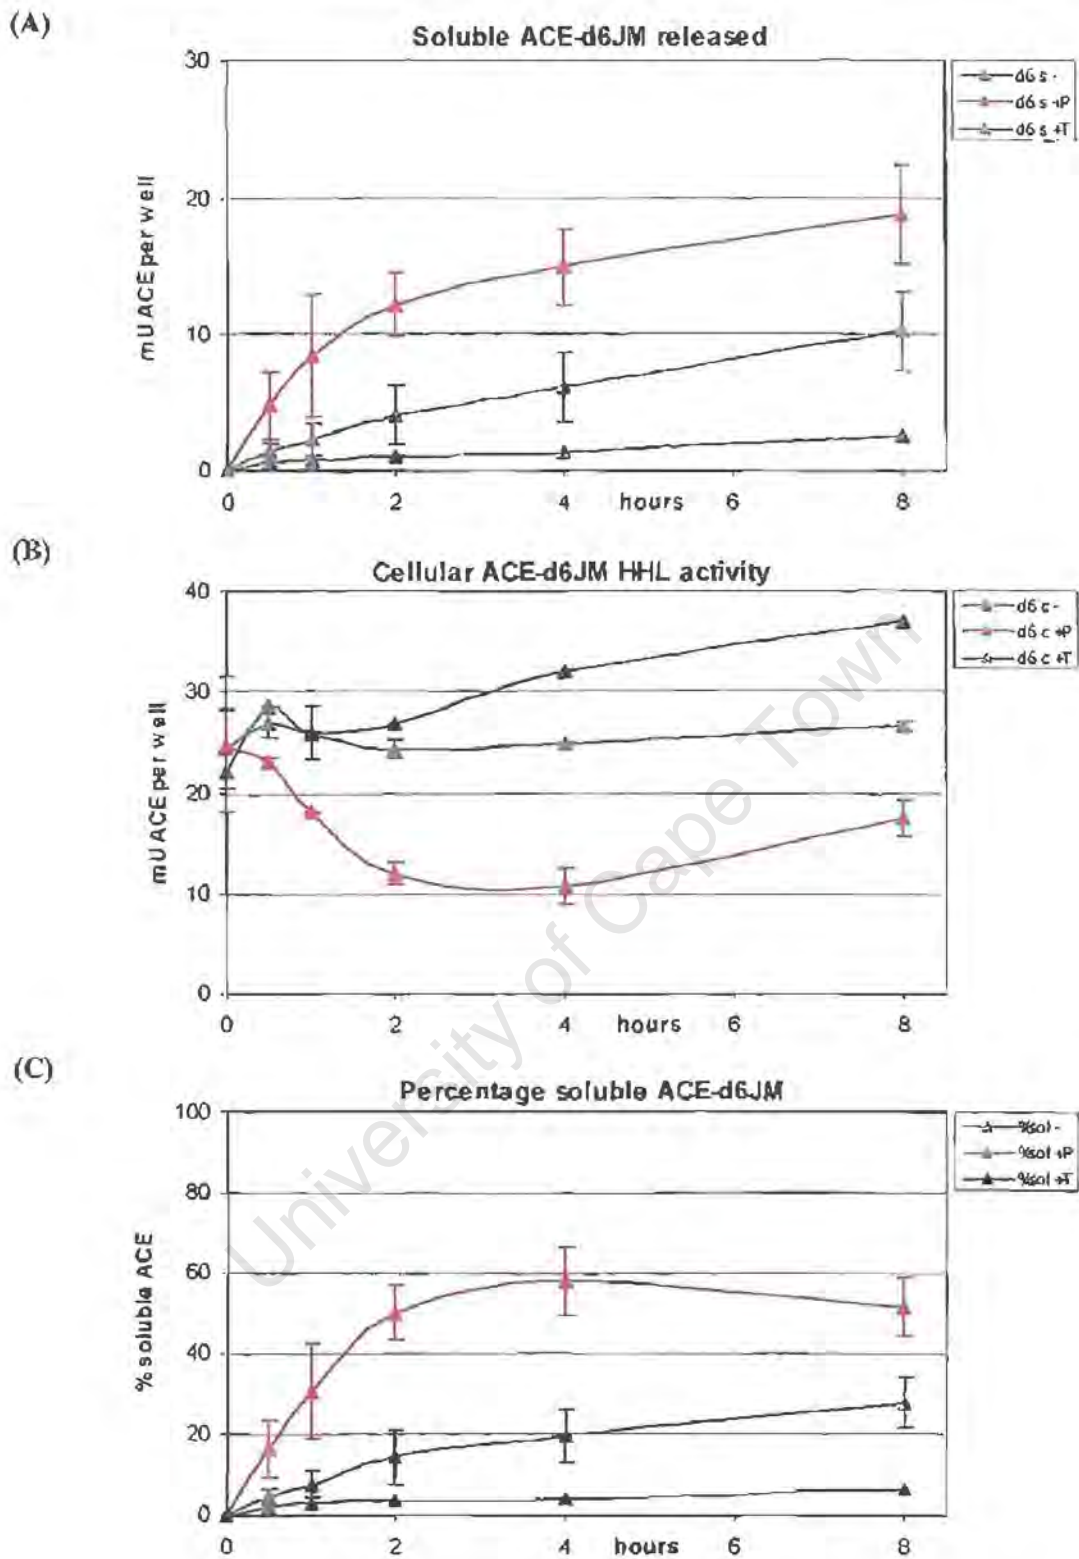 (A)
Soluble ACE-d6JM released
30
20
10
0
mU ACE per well
0 2 4 hours 6 8
d6 s -
d6 s +P
d6 s +T
(B)
Cellular ACE-d6JM HHL activity
40
30
20
10
0
mU ACE per well
0 2 4 hours 6 8
d6 c -
d6 c +P
d6 c +T
(C)
Percentage soluble ACE-d6JM
100
80
60
40
20
0
% soluble ACE
0 2 4 hours 6 8
%sol -
%sol +P
%sol +T
University of Cape Town